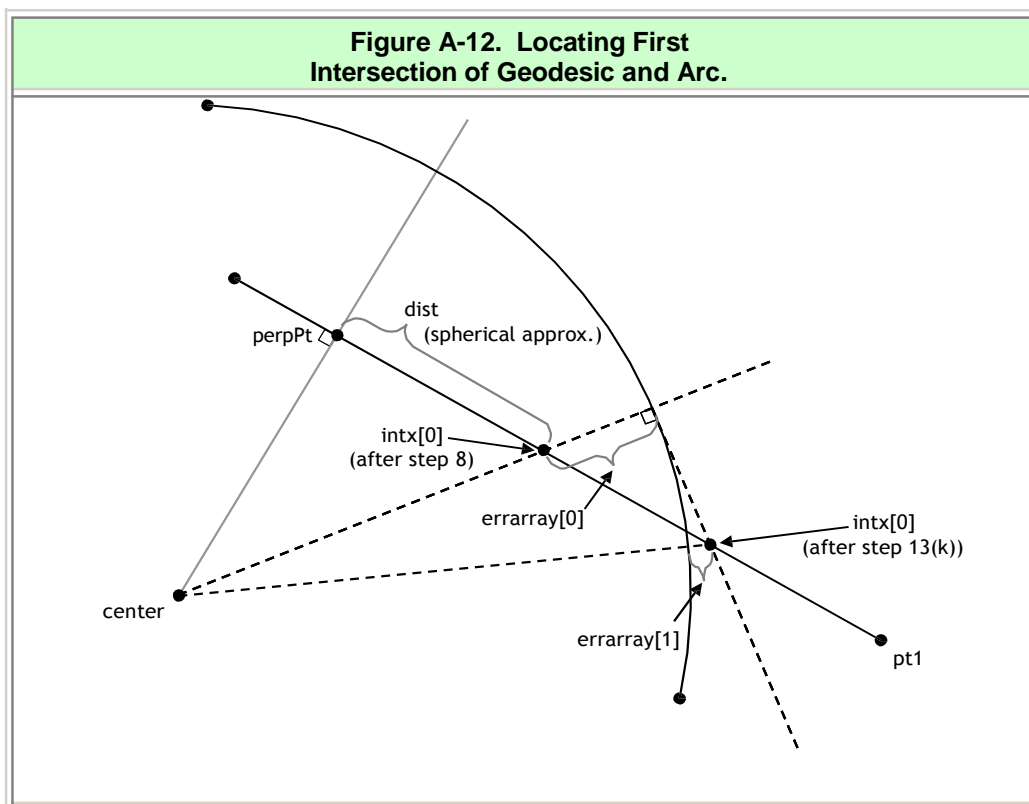 Figure A-12. Locating First
Intersection of Geodesic and Arc.
dist
(spherical approx.)
perpPt
intx[0]
(after step 8)
errarray[0]
intx[0]
(after step 13(k))
center
errarray[1]
pt1